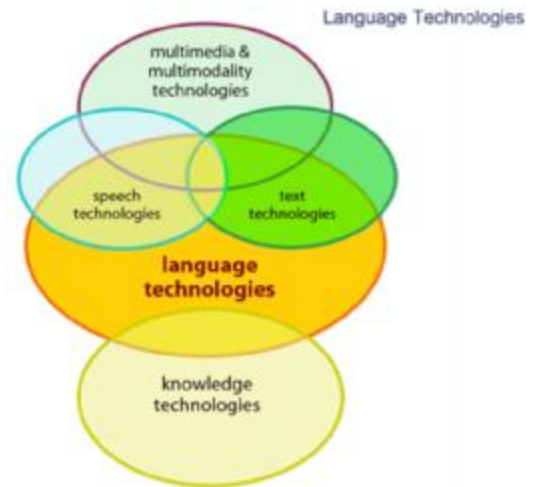 Language Technologies
multimedia &
multimodality
technologies
speech
technologies
text
technologies
language
technologies
knowledge
technologies